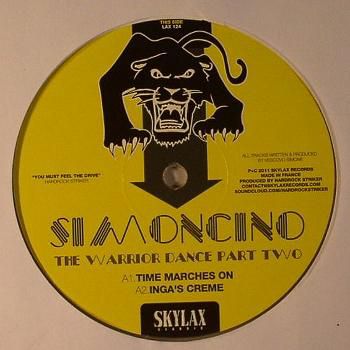 THIS SIDE
LAX 124
"YOU MUST FEEL THE DRIVE"
HARDROCK STRIKER
ALL TRACKS WRITTEN & PRODUCED
BY VESCOVO SIMONE
P+C 2011 SKYLAX RECORDS
MADE IN FRANCE
PRODUCED BY HARDROCK STRIKER
CONTACT@SKYLAXRECORDS.COM
SOUNDCLOUD.COM/HARDROCKSTRIKER
SIMONCINO
THE WARRIOR DANCE PART TWO
A1.TIME MARCHES ON
A2.INGA'S CREME
SKYLAX
CLASSIC